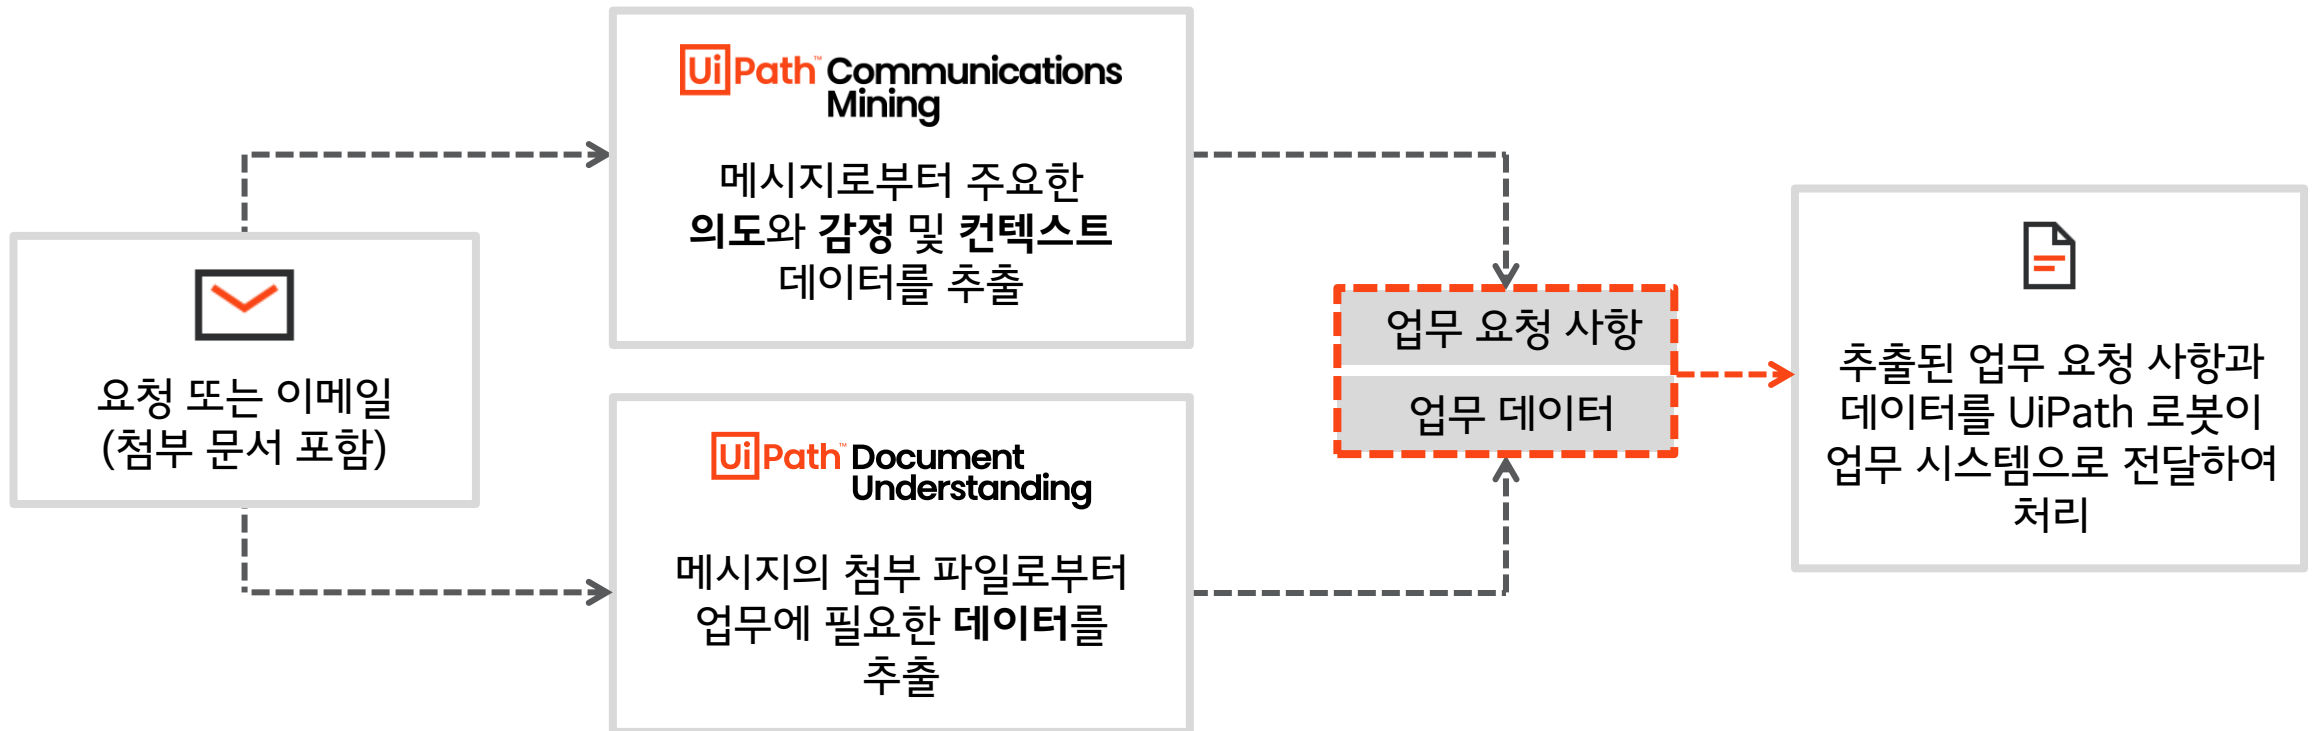 요청 또는 이메일
(첨부 문서 포함)
UiPath™ Communications
Mining
메시지로부터 주요한
의도와 감정 및 컨텍스트
데이터를 추출
UiPath™ Document
Understanding
메시지의 첨부 파일로부터
업무에 필요한 데이터를
추출
업무 요청 사항
업무 데이터
추출된 업무 요청 사항과
데이터를 UiPath 로봇이
업무 시스템으로 전달하여
처리